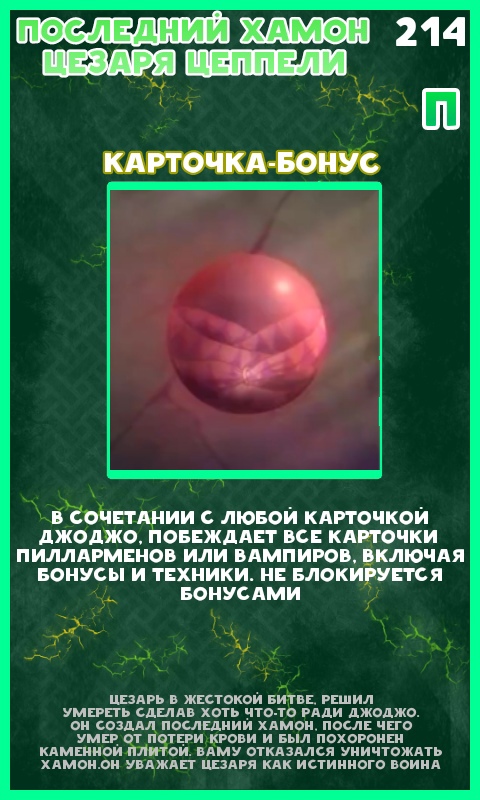 ПОСЛЕДНИЙ ХАМОН
ЦЕЗАРЯ ЦЕППЕЛИ
214
П
КАРТОЧКА-БОНУС
В СОЧЕТАНИИ С ЛЮБОЙ КАРТОЧКОЙ
ДЖОДЖО, ПОБЕЖДАЕТ ВСЕ КАРТОЧКИ
ПИЛЛАРМЕНОВ ИЛИ ВАМПИРОВ, ВКЛЮЧАЯ
БОНУСЫ И ТЕХНИКИ. НЕ БЛОКИРУЕТСЯ
БОНУСАМИ
ЦЕЗАРЬ В ЖЕСТОКОЙ БИТВЕ, РЕШИЛ
УМЕРЕТЬ СДЕЛАВ ХОТЬ ЧТО-ТО РАДИ ДЖОДЖО.
ОН СОЗДАЛ ПОСЛЕДНИЙ ХАМОН, ПОСЛЕ ЧЕГО
УМЕР ОТ ПОТЕРИ КРОВИ И БЫЛ ПОХОРОНЕН
КАМЕННОЙ ПЛИТОЙ. ВАМУ ОТКАЗАЛСЯ УНИЧТОЖАТЬ
ХАМОН.ОН УВАЖАЕТ ЦЕЗАРЯ КАК ИСТИННОГО ВОИНА